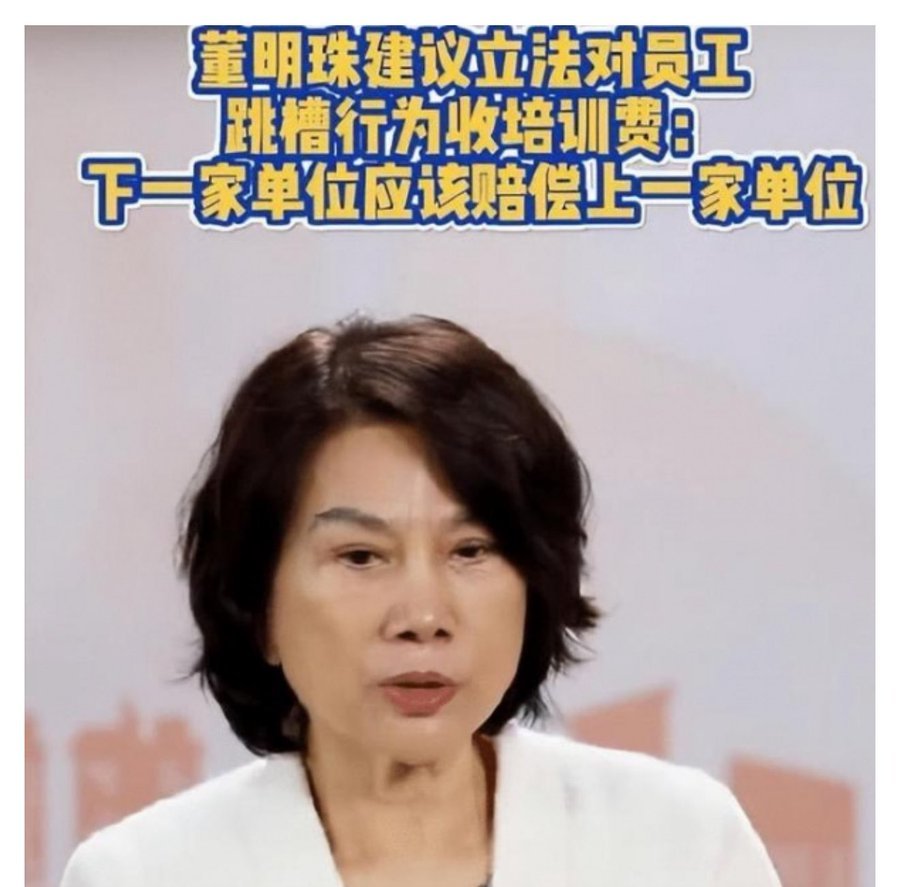 董明珠建议立法对员工
跳槽行为收培训费：
下一家单位应该赔偿上一家单位